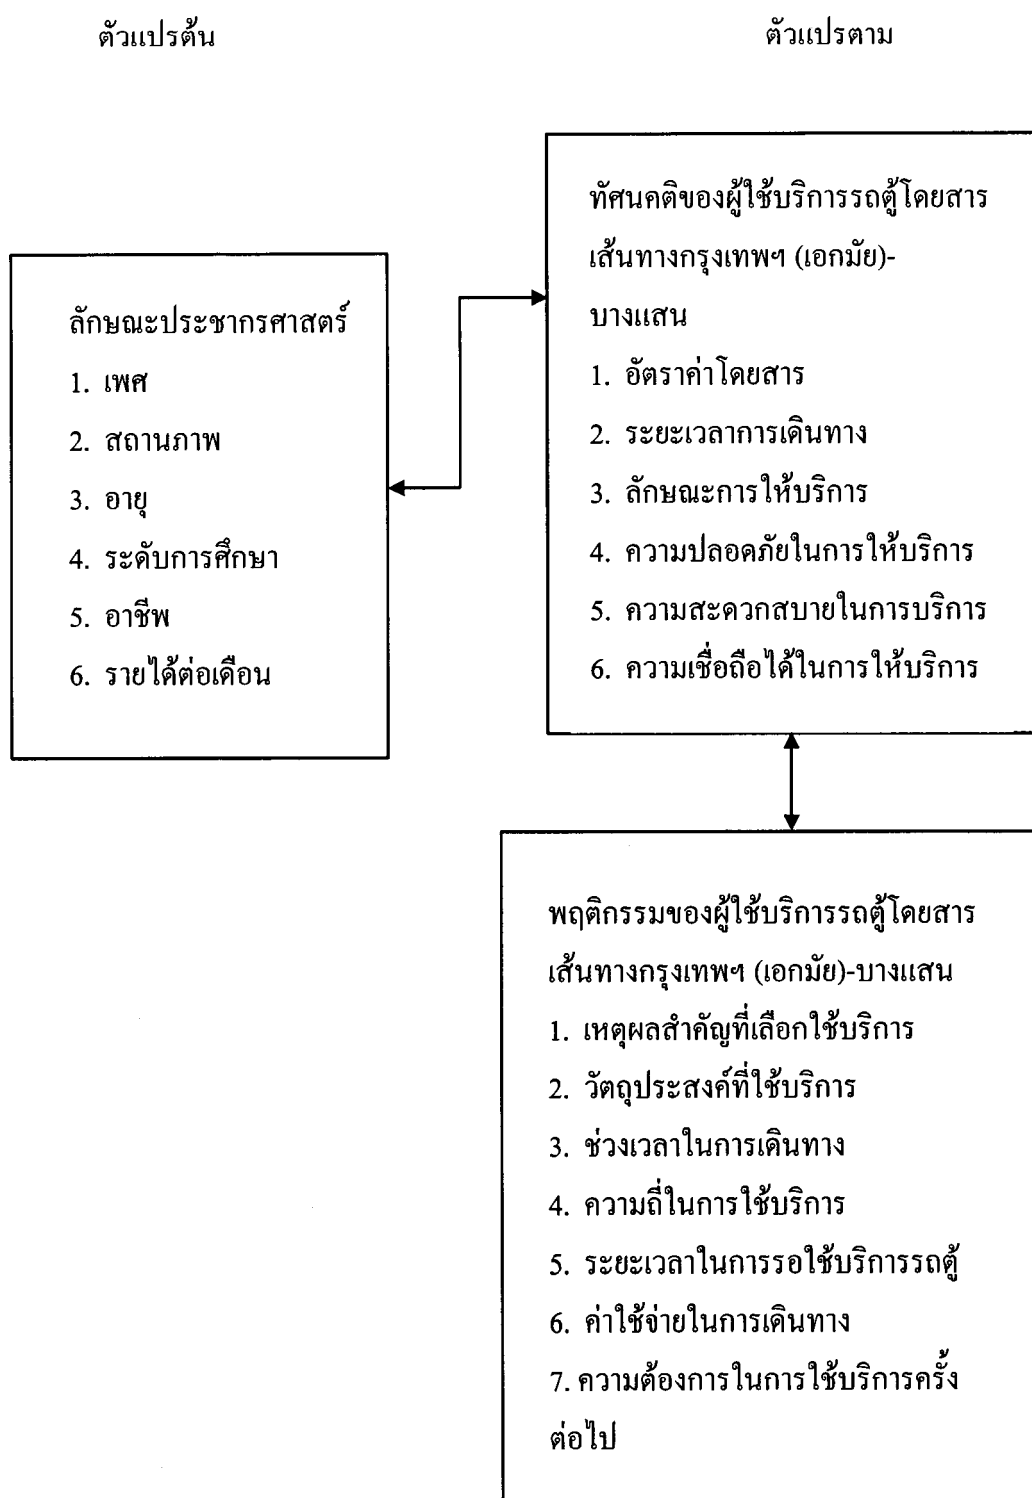 ตัวแปรต้น
ตัวแปรตาม
ลักษณะประชากรศาสตร์
1. เพศ
2. สถานภาพ
3. อายุ
4. ระดับการศึกษา
5. อาชีพ
6. รายได้ต่อเดือน
ทัศนคติของผู้ใช้บริการรถตู้โดยสาร
เส้นทางกรุงเทพฯ (เอกมัย)-
บางแสน
1. อัตราค่าโดยสาร
2. ระยะเวลาการเดินทาง
3. ลักษณะการให้บริการ
4. ความปลอดภัยในการให้บริการ
5. ความสะดวกสบายในการบริการ
6. ความเชื่อถือได้ในการให้บริการ
พฤติกรรมของผู้ใช้บริการรถตู้โดยสาร
เส้นทางกรุงเทพฯ (เอกมัย)-บางแสน
1. เหตุผลสำคัญที่เลือกใช้บริการ
2. วัตถุประสงค์ที่ใช้บริการ
3. ช่วงเวลาในการเดินทาง
4. ความถี่ในการใช้บริการ
5. ระยะเวลาในการรอใช้บริการรถตู้
6. ค่าใช้จ่ายในการเดินทาง
7. ความต้องการในการใช้บริการครั้ง
ต่อไป